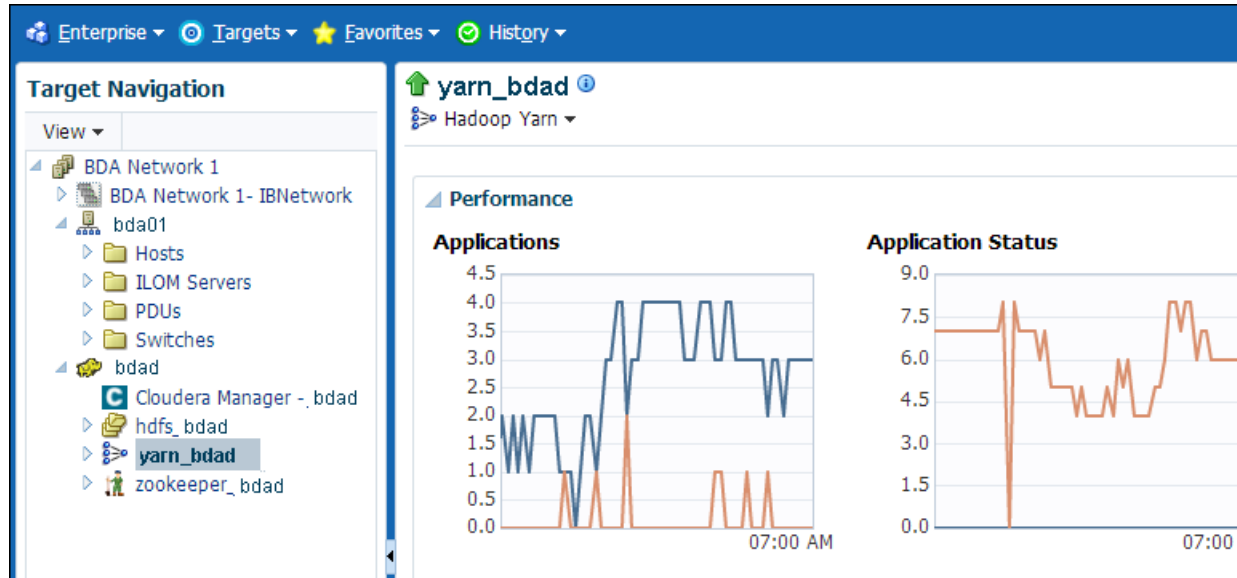 Enterprise Targets Favorites History
Target Navigation
View
BDA Network 1
BDA Network 1- IBNetwork
bda01
Hosts
ILOM Servers
PDUs
Switches
bdad
C Cloudera Manager - bdad
hdfs_bdad
yarn_bdad
zookeeper_bdad
yarn_bdad
Hadoop Yarn
Performance
Applications
4.5
4.0
3.5
3.0
2.5
2.0
1.5
1.0
0.5
0.0
07:00 AM
Application Status
9.0
7.5
6.0
4.5
3.0
1.5
0.0
07:00